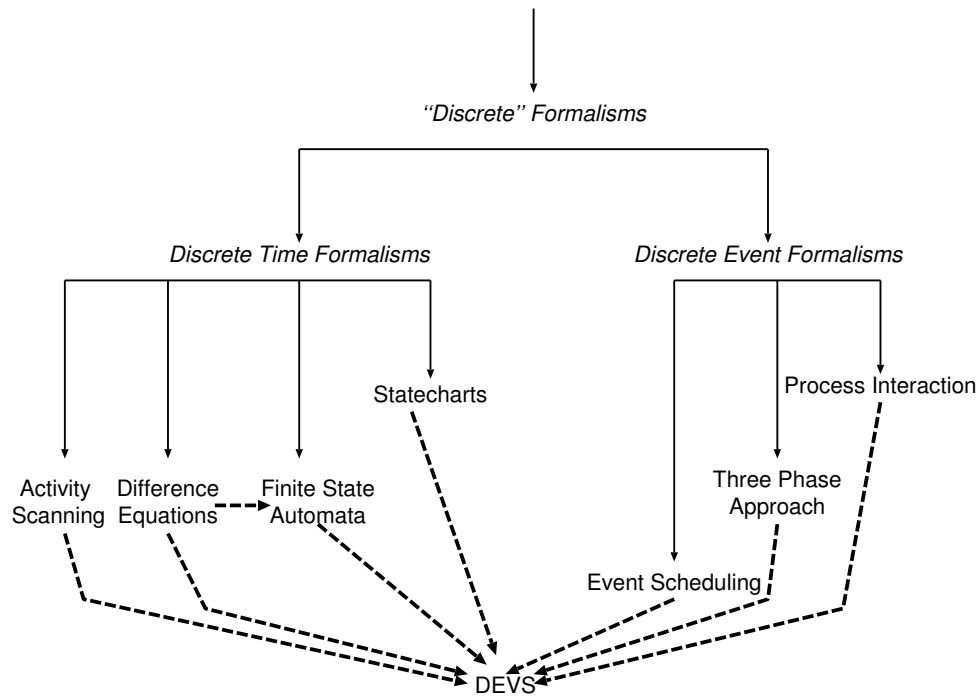 “Discrete” Formalisms
Discrete Time Formalisms
Discrete Event Formalisms
Statecharts
Process Interaction
Activity
Scanning
Difference
Equations
Finite State
Automata
Three Phase
Approach
Event Scheduling
DEVS